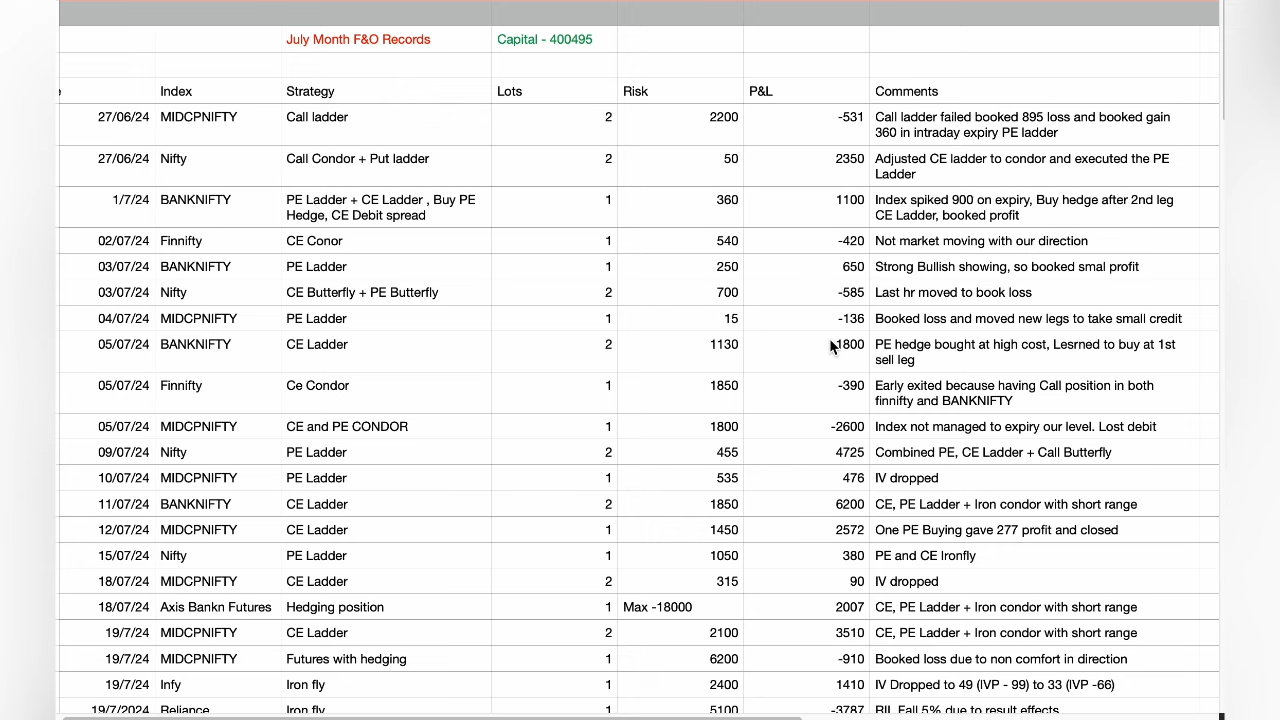 July Month F&O Records Capital - 400495
Index Strategy Lots Risk P&L Comments
27/06/24 MIDCPNIFTY Call ladder 2 2200 -531 Call ladder failed booked 895 loss and booked gain
360 in intraday expiry PE ladder
27/06/24 Nifty Call Condor + Put ladder 2 50 2350 Adjusted CE ladder to condor and executed the PE
Ladder
1/7/24 BANKNIFTY PE Ladder + CE Ladder , Buy PE 1 360 1100 Index spiked 900 on expiry, Buy hedge after 2nd leg
Hedge, CE Debit spread CE Ladder, booked profit
02/07/24 Finnifty CE Conor 1 540 -420 Not market moving with our direction
03/07/24 BANKNIFTY PE Ladder 1 250 650 Strong Bullish showing, so booked smal profit
03/07/24 Nifty CE Butterfly + PE Butterfly 2 700 -585 Last hr moved to book loss
04/07/24 MIDCPNIFTY PE Ladder 1 15 -136 Booked loss and moved new legs to take small credit
05/07/24 BANKNIFTY CE Ladder 2 1130 PE hedge bought at high cost, Lesrned to buy at 1st
sell leg
05/07/24 Finnifty Ce Condor 1 1850 -390 Early exited because having Call position in both
finnifty and BANKNIFTY
05/07/24 MIDCPNIFTY CE and PE CONDOR 1 1800 -2600 Index not managed to expiry our level. Lost debit
09/07/24 Nifty PE Ladder 2 455 4725 Combined PE, CE Ladder + Call Butterfly
10/07/24 MIDCPNIFTY PE Ladder 1 535 476 IV dropped
11/07/24 BANKNIFTY CE Ladder 2 1850 6200 CE, PE Ladder + Iron condor with short range
12/07/24 MIDCPNIFTY CE Ladder 1 1450 2572 One PE Buying gave 277 profit and closed
15/07/24 Nifty PE Ladder 1 1050 380 PE and CE Ironfly
18/07/24 MIDCPNIFTY CE Ladder 2 315 90 IV dropped
18/07/24 Axis Bankn Futures Hedging position 1 Max -18000 2007 CE, PE Ladder + Iron condor with short range
19/7/24 MIDCPNIFTY CE Ladder 2 2100 3510 CE, PE Ladder + Iron condor with short range
19/7/24 MIDCPNIFTY Futures with hedging 1 6200 -910 Booked loss due to non comfort in direction
19/7/24 Infy Iron fly 1 2400 1410 IV Dropped to 49 (IVP - 99) to 33 (IVP -66)
19/7/2024 Reliance Iron fly 1 5100 -3787 RIL Fall 5% due to result effects